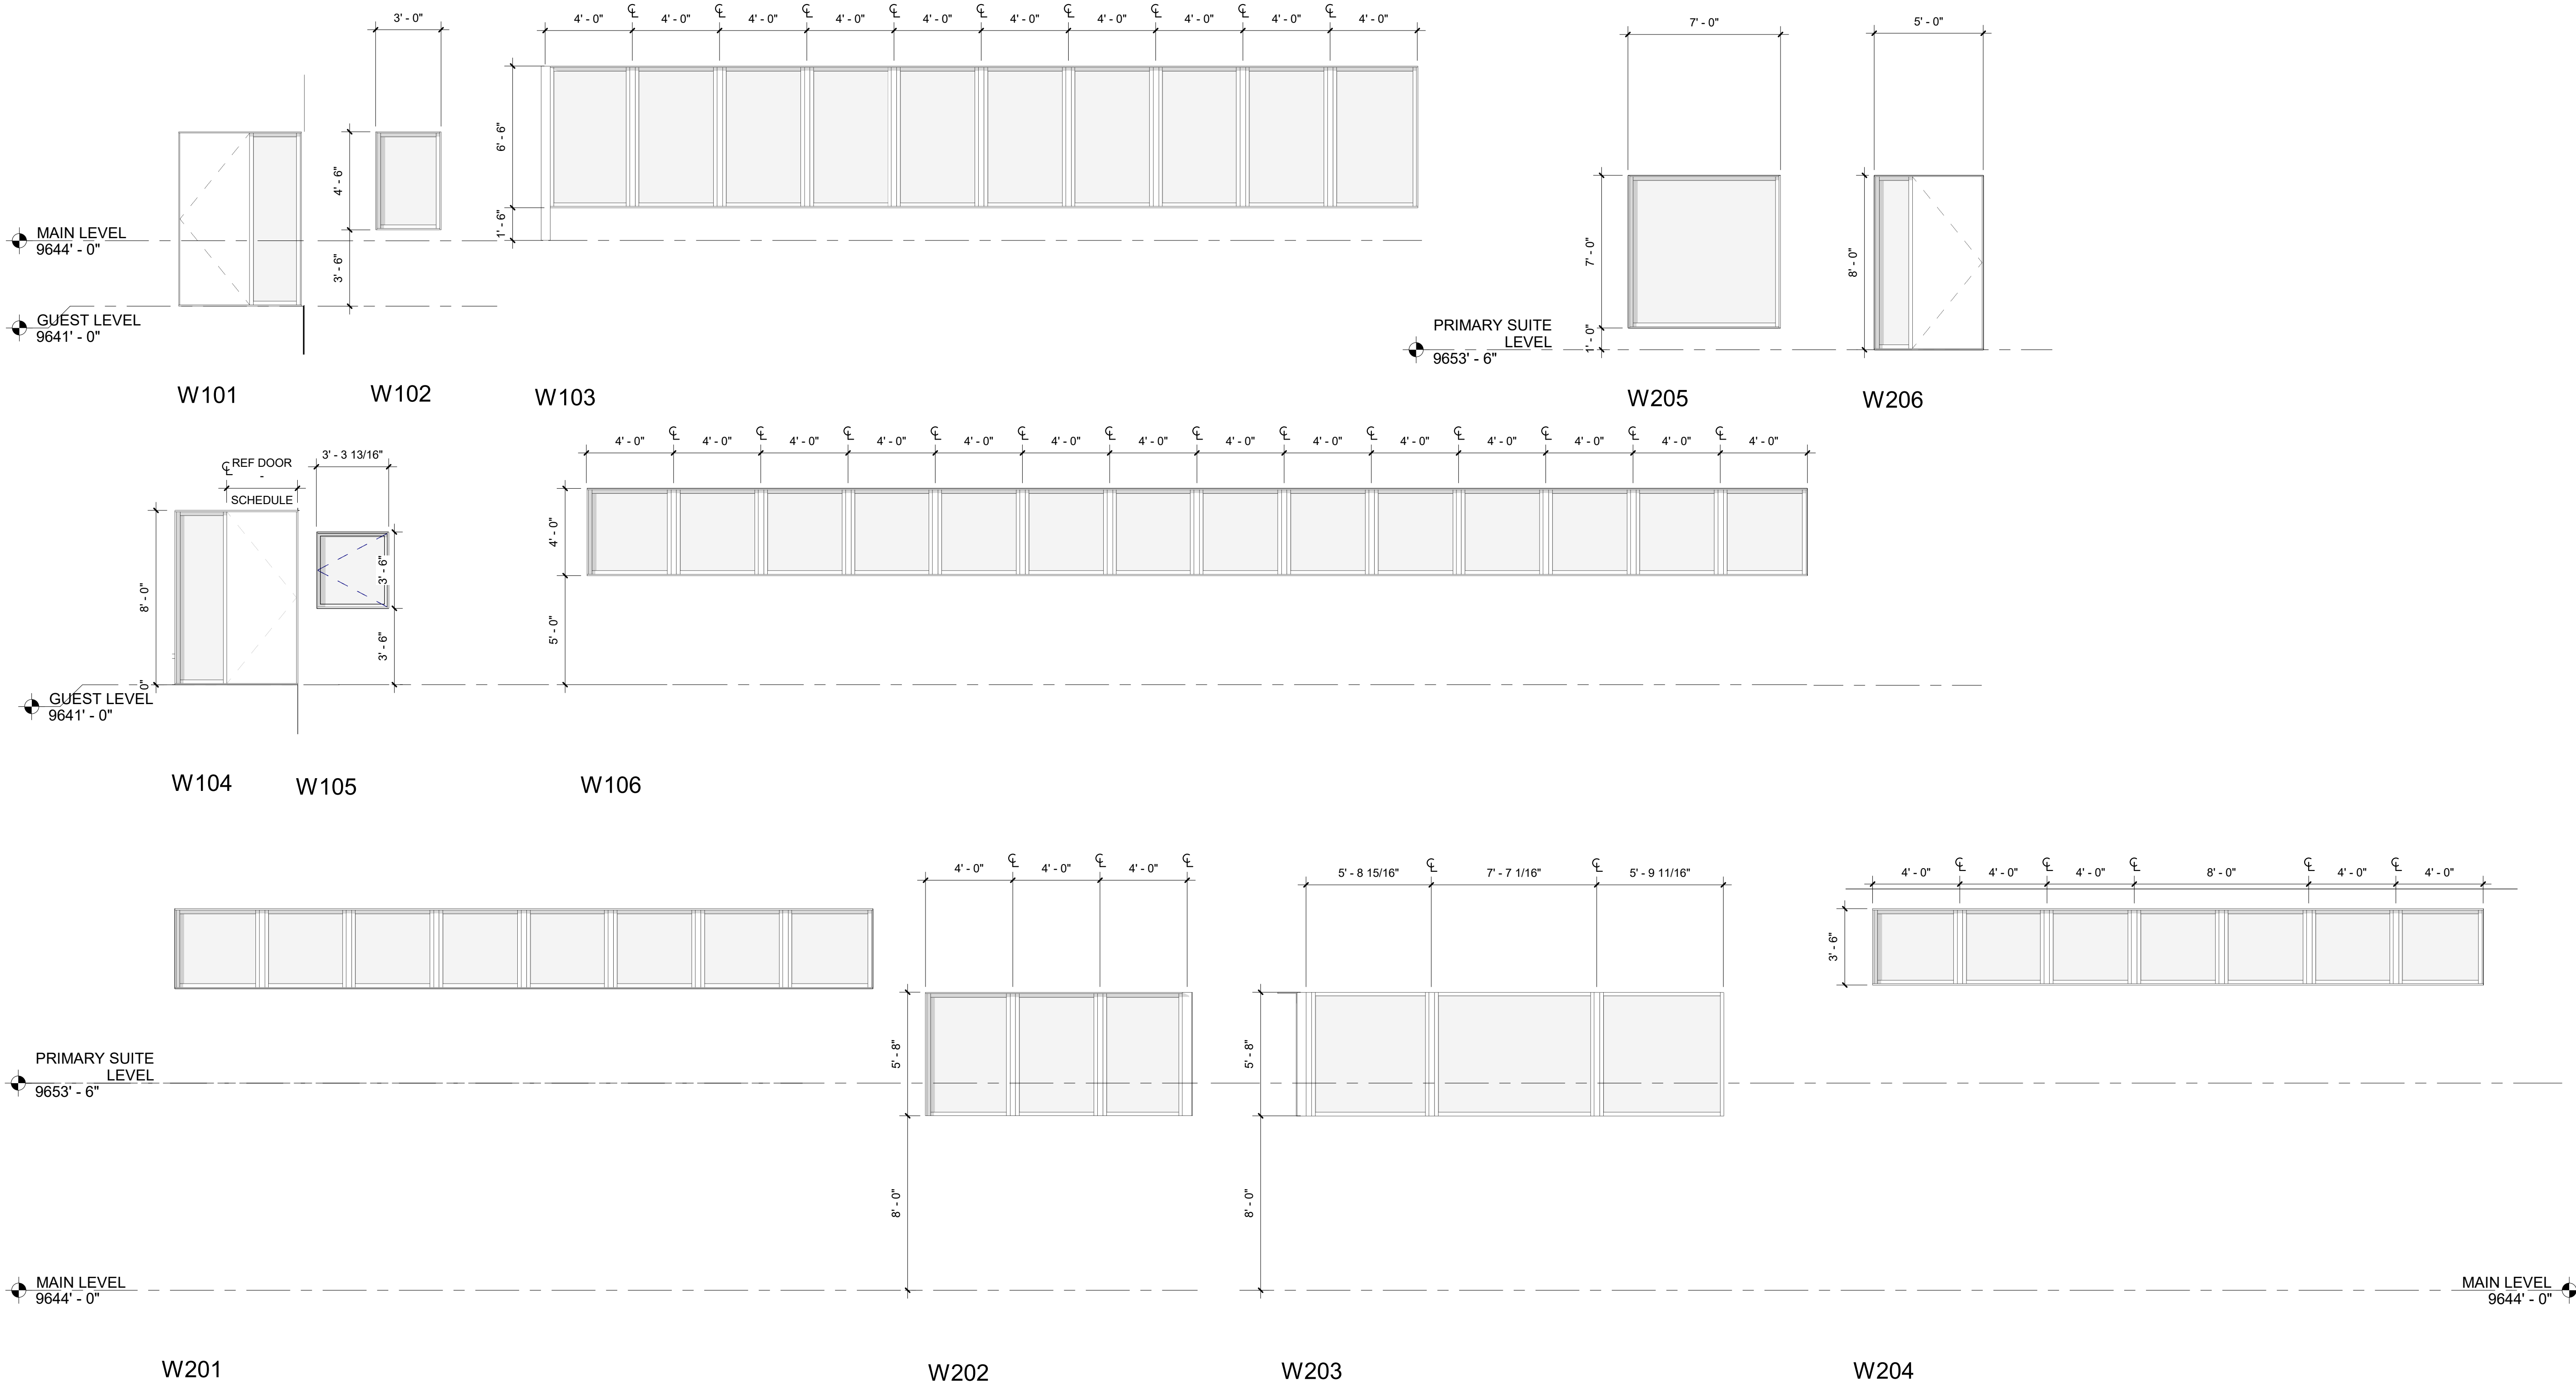 3' - 0"
4' - 0" ℄ 4' - 0" ℄ 4' - 0" ℄ 4' - 0" ℄ 4' - 0" ℄ 4' - 0" ℄ 4' - 0" ℄ 4' - 0" ℄ 4' - 0" ℄ 4' - 0"
7' - 0"
5' - 0"
4' - 6"
3' - 6"
6' - 6"
1' - 6"
7' - 0"
1' - 0"
8' - 0"
MAIN LEVEL
9644' - 0"
GUEST LEVEL
9641' - 0"
PRIMARY SUITE
LEVEL
9653' - 6"
W101
W102
W103
W205
W206
℄ REF DOOR
-
SCHEDULE
3' - 3 13/16"
4' - 0" ℄ 4' - 0" ℄ 4' - 0" ℄ 4' - 0" ℄ 4' - 0" ℄ 4' - 0" ℄ 4' - 0" ℄ 4' - 0" ℄ 4' - 0" ℄ 4' - 0" ℄ 4' - 0" ℄ 4' - 0" ℄ 4' - 0" ℄ 4' - 0"
8' - 0"
0"
3' - 6"
3' - 6"
4' - 0"
5' - 0"
GUEST LEVEL
9641' - 0"
W104
W105
W106
4' - 0" ℄ 4' - 0" ℄ 4' - 0" ℄
5' - 8 15/16" ℄ 7' - 7 1/16" ℄ 5' - 9 11/16"
4' - 0" ℄ 4' - 0" ℄ 4' - 0" ℄ 8' - 0" ℄ 4' - 0" ℄ 4' - 0"
5' - 8"
8' - 0"
5' - 8"
8' - 0"
3' - 6"
PRIMARY SUITE
LEVEL
9653' - 6"
MAIN LEVEL
9644' - 0"
MAIN LEVEL
9644' - 0"
W201
W202
W203
W204